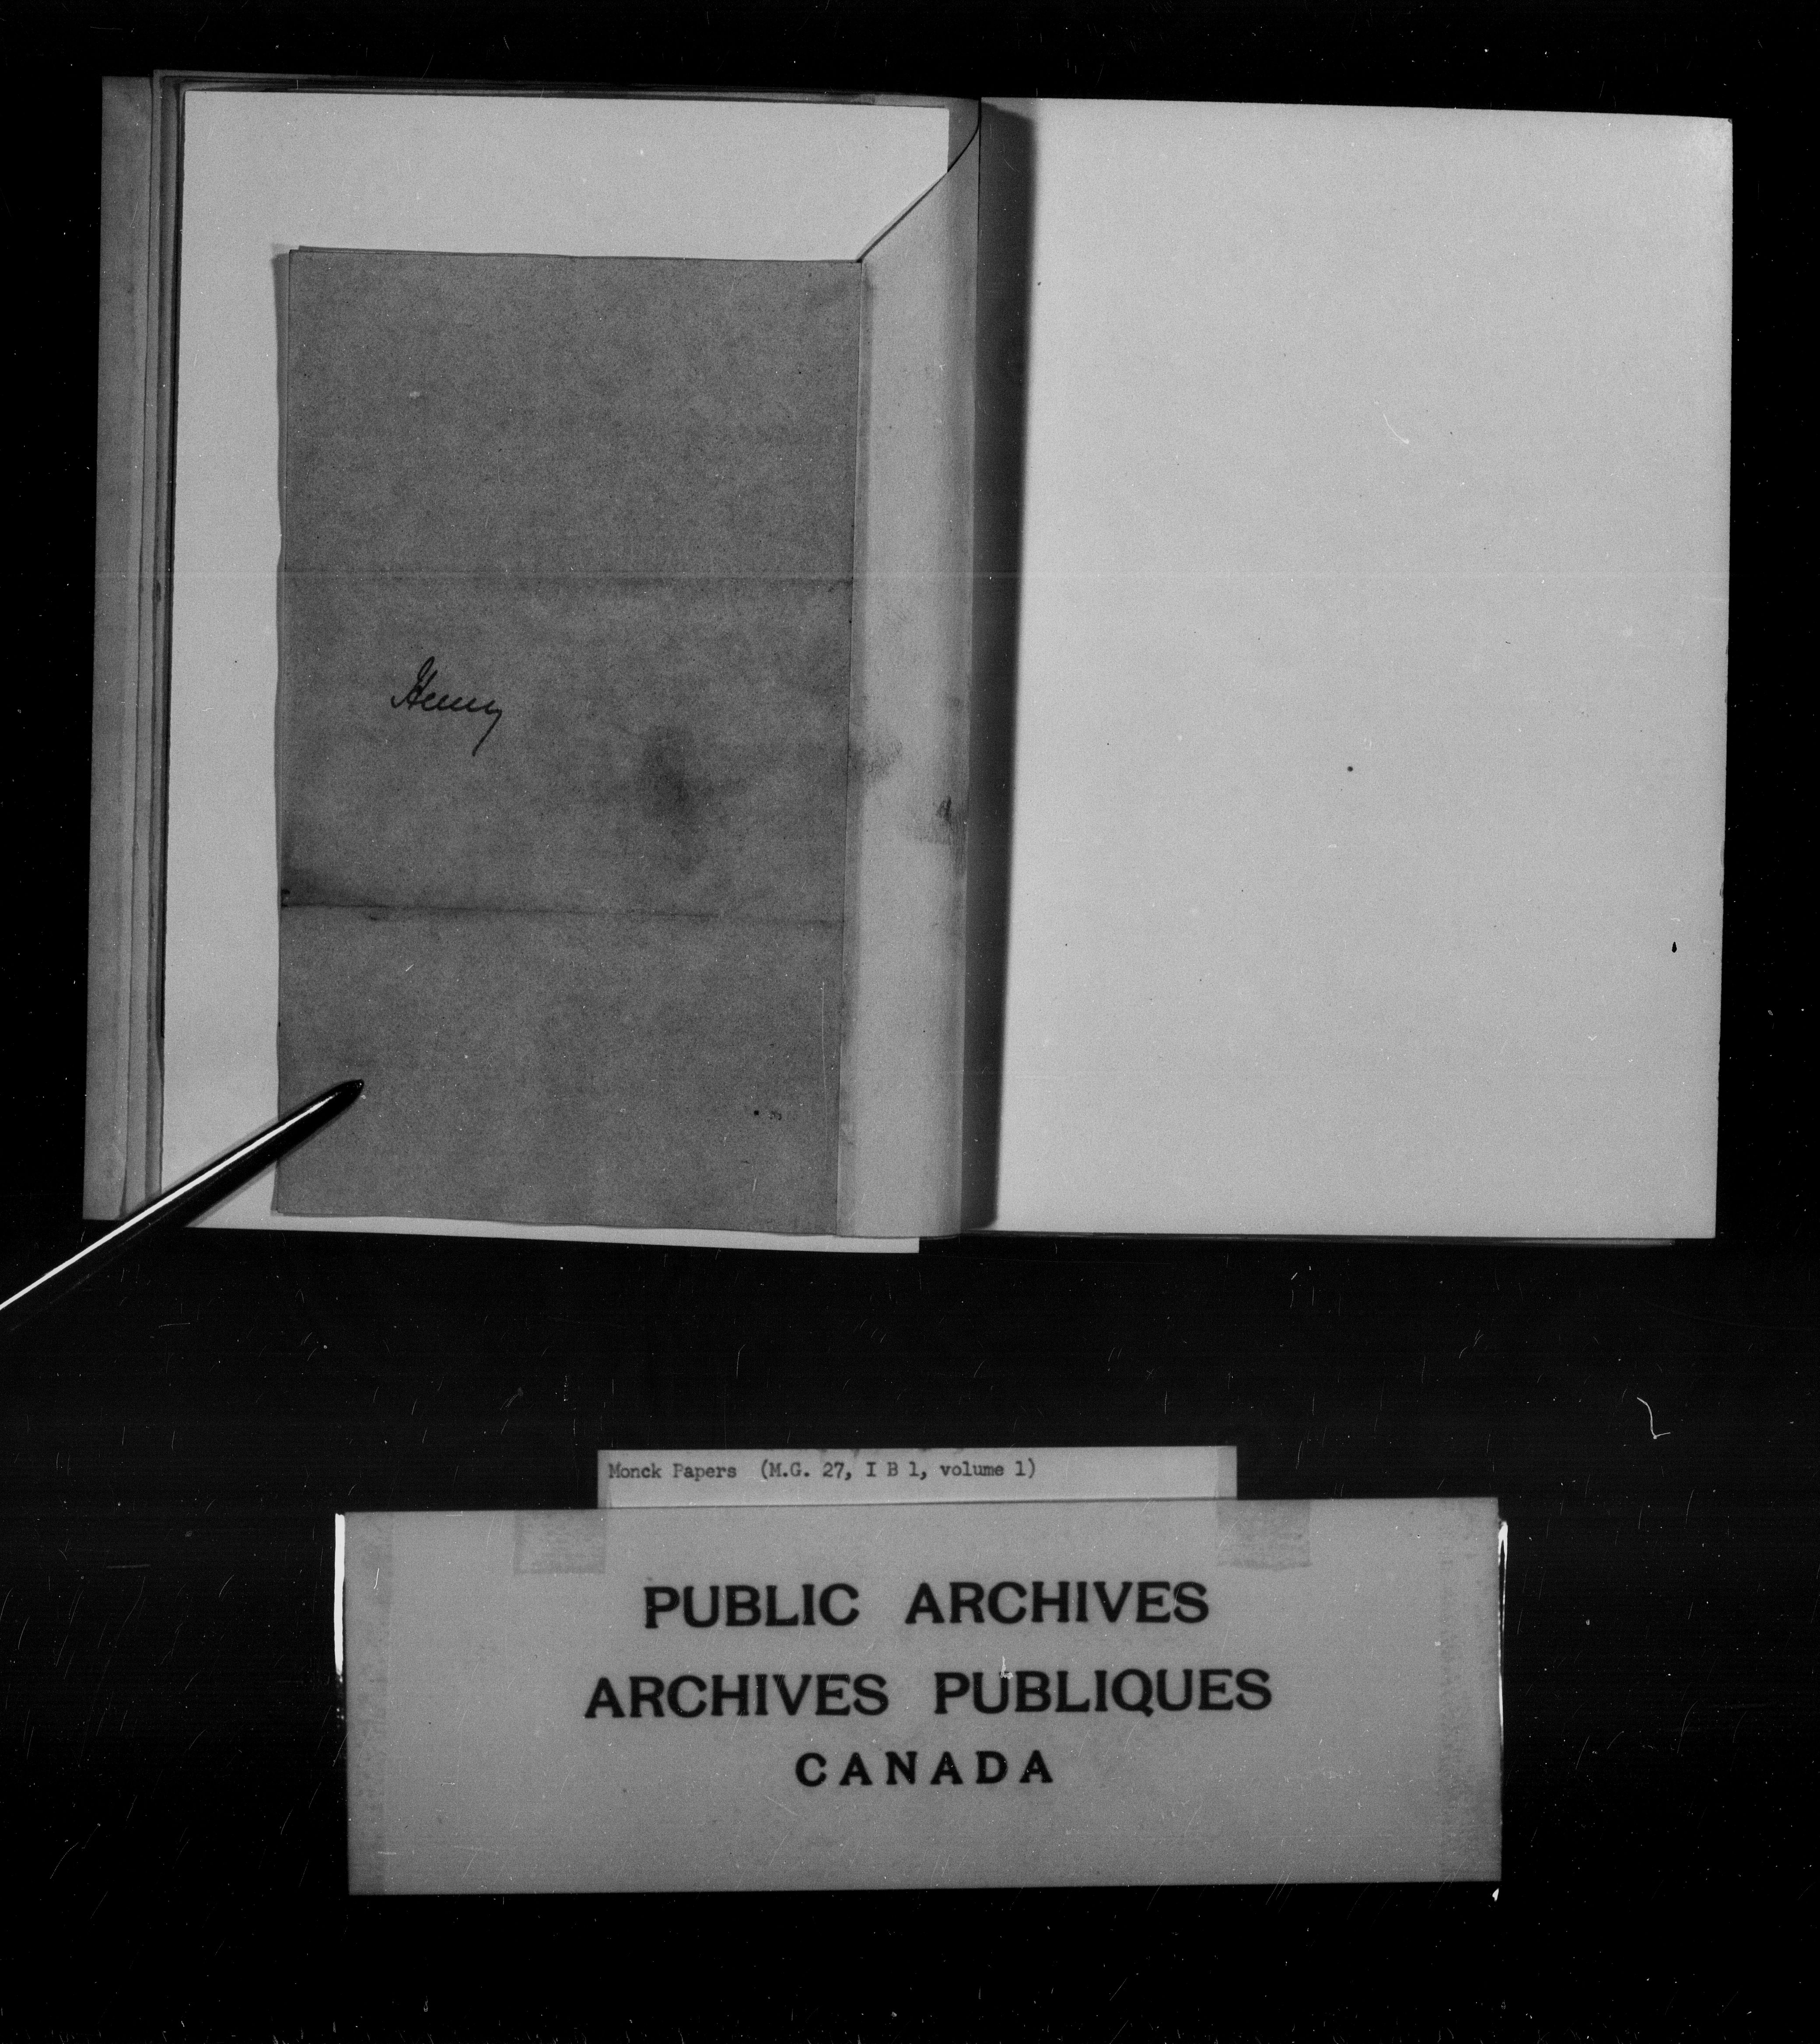 Henry
Monck Papers (M.G. 27, I B 1, volume 1)
PUBLIC ARCHIVES
ARCHIVES PUBLIQUES
CANADA